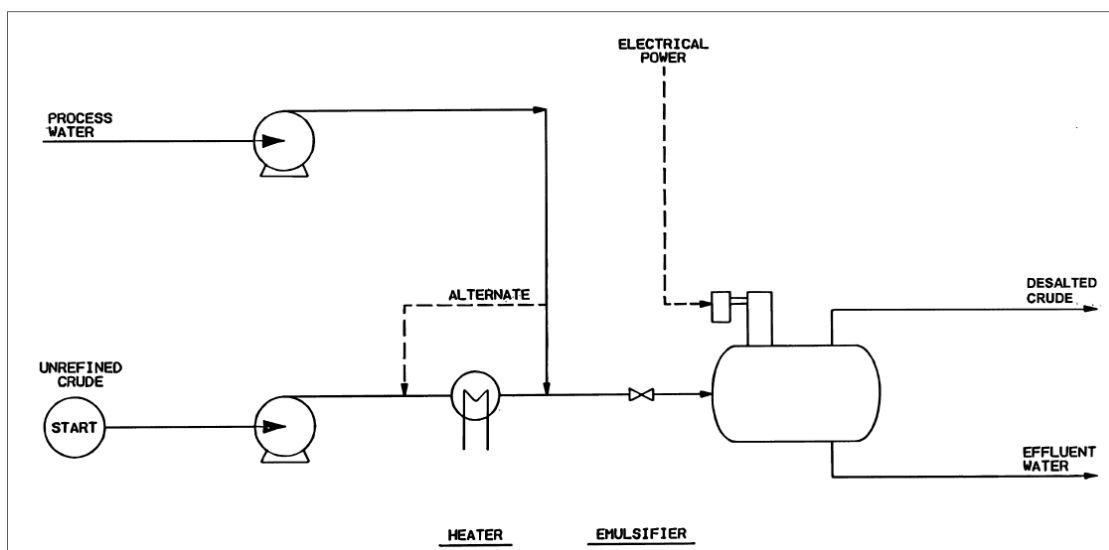 ELECTRICAL
POWER
PROCESS
WATER
ALTERNATE
DESALTED
CRUDE
UNREFINED
CRUDE
START
EFFLUENT
WATER
HEATER
EMULSIFIER